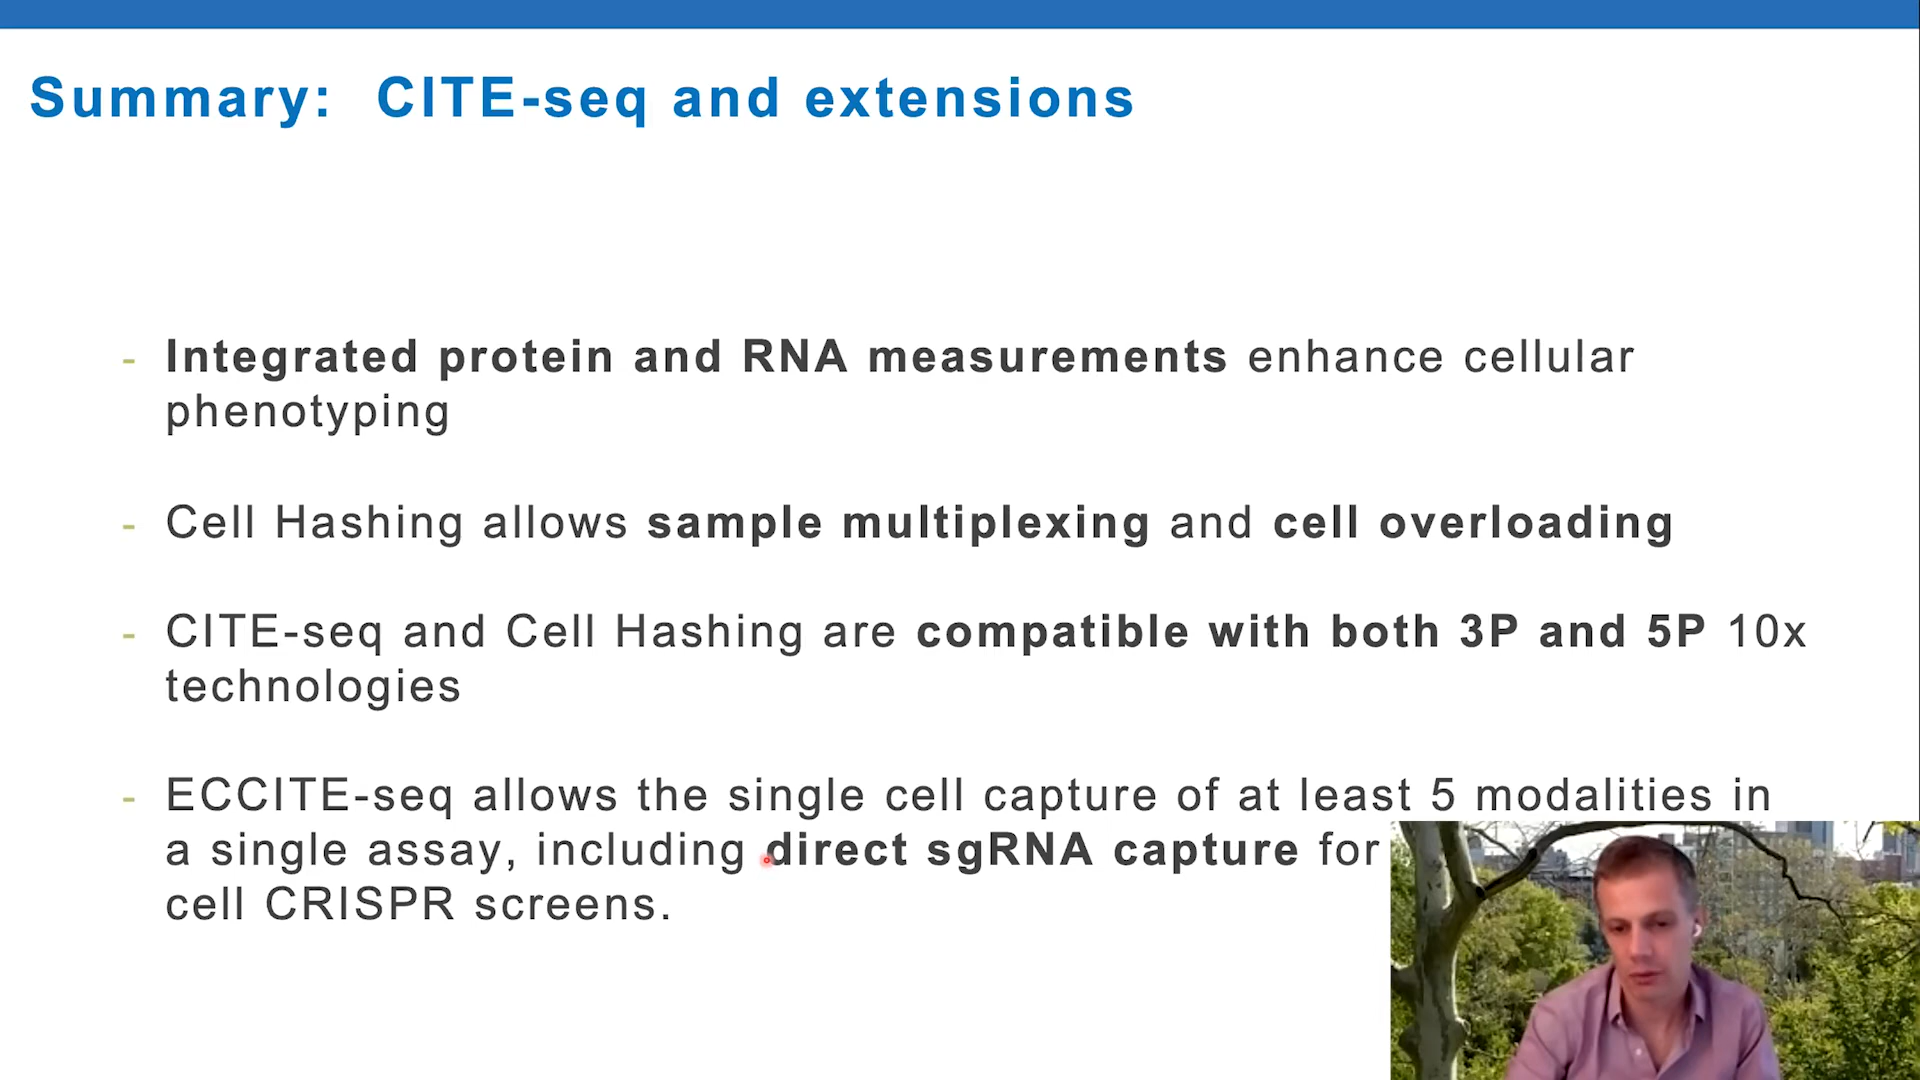 Summary: CITE-seq and extensions
- Integrated protein and RNA measurements enhance cellular
phenotyping
- Cell Hashing allows sample multiplexing and cell overloading
- CITE-seq and Cell Hashing are compatible with both 3P and 5P 10x
technologies
- ECCITE-seq allows the single cell capture of at least 5 modalities in
a single assay, including direct sgRNA capture for
cell CRISPR screens.